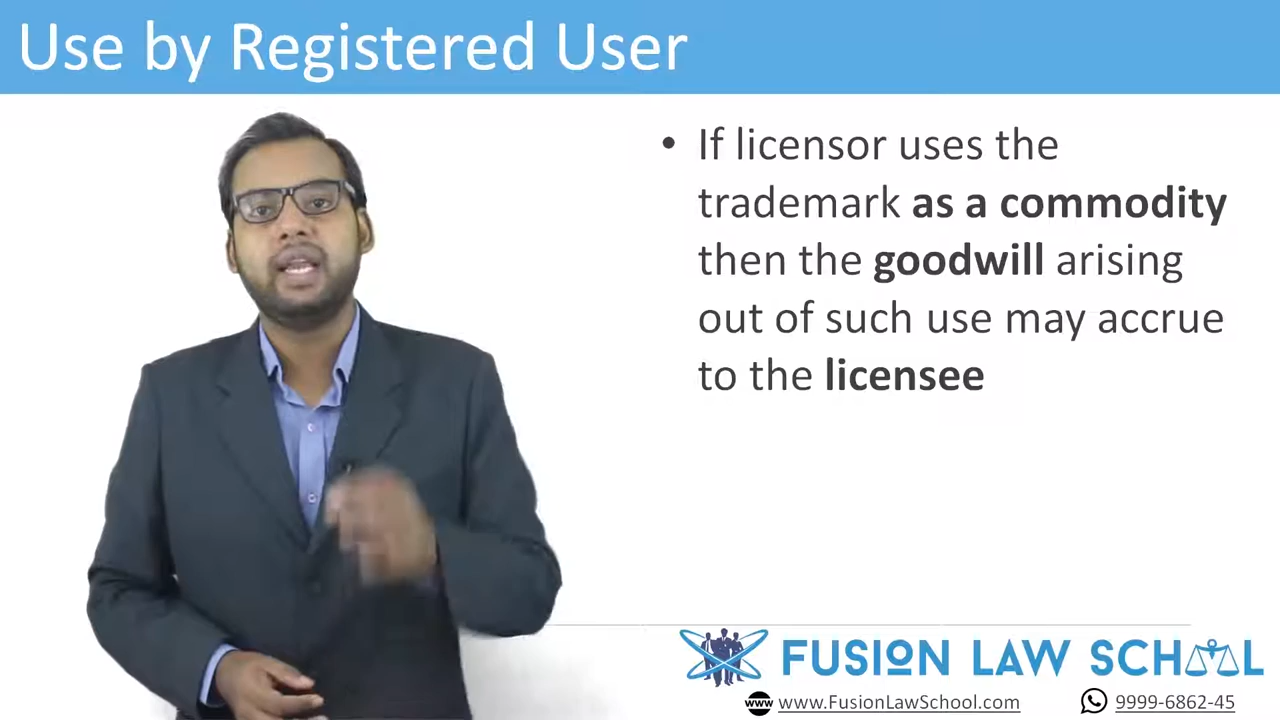 Use by Registered User
• If licensor uses the
trademark as a commodity
then the goodwill arising
out of such use may accrue
to the licensee
FUSION LAW SCHOOL
www www.FusionLawSchool.com
9999-6862-45